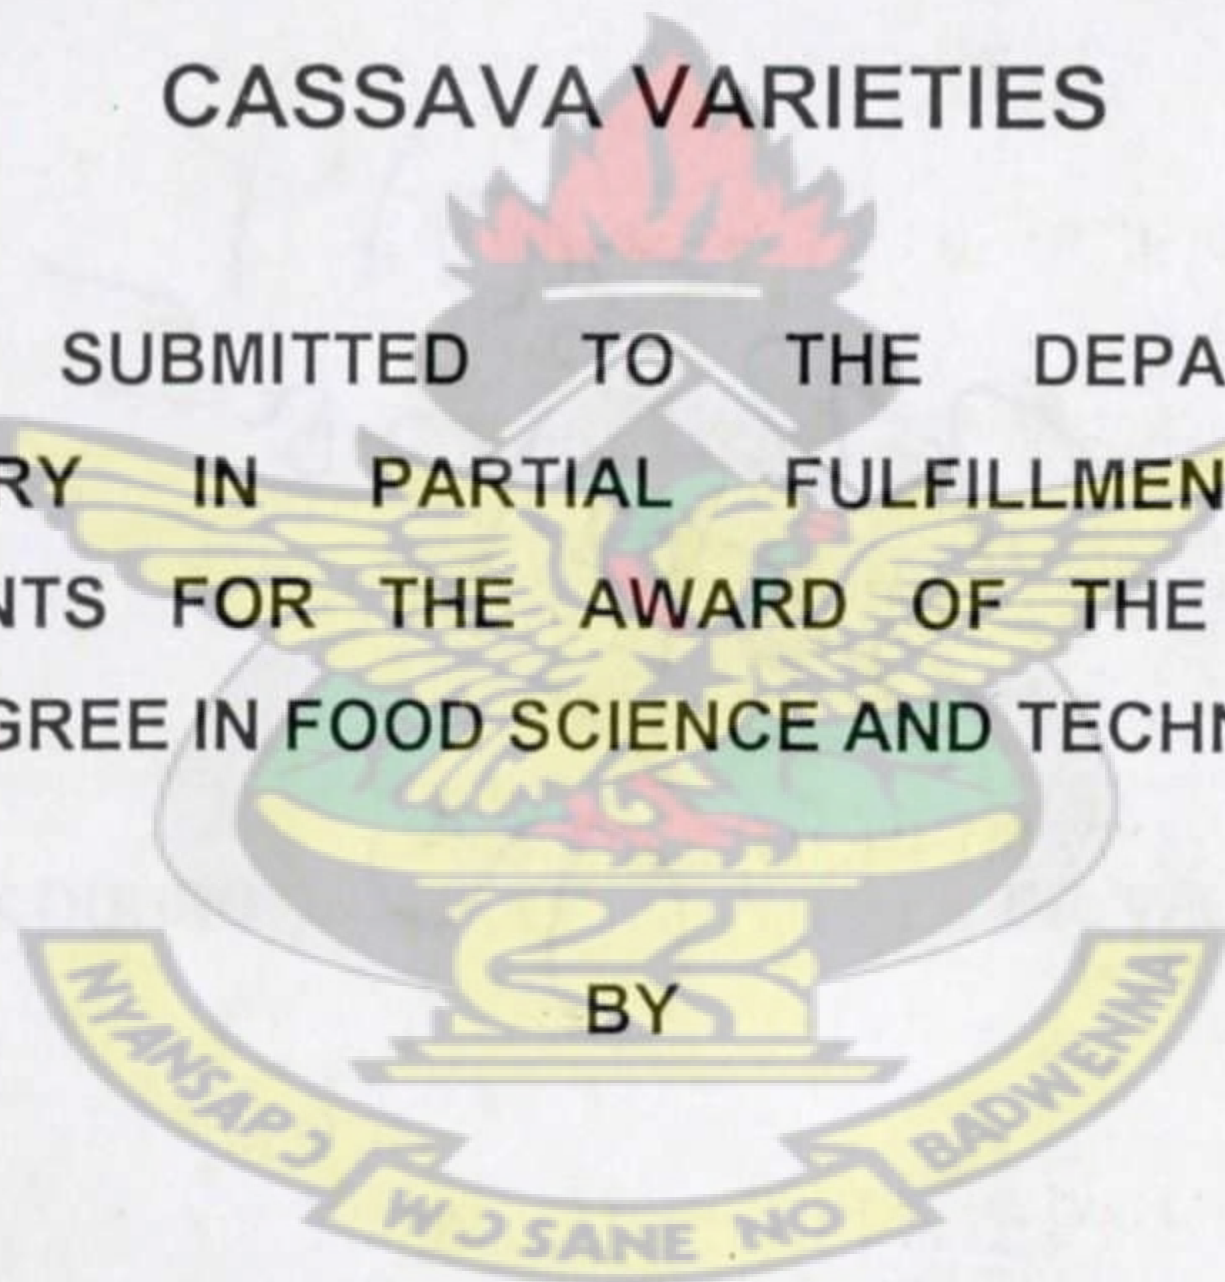 CASSAVA VARIETIES
SUBMITTED TO THE DEPA
RY IN PARTIAL FULFILLMEN
NTS FOR THE AWARD OF THE
GREE IN FOOD SCIENCE AND TECHN
BY
NYANSAPƆ
WƆSANE NO
BADWENMA